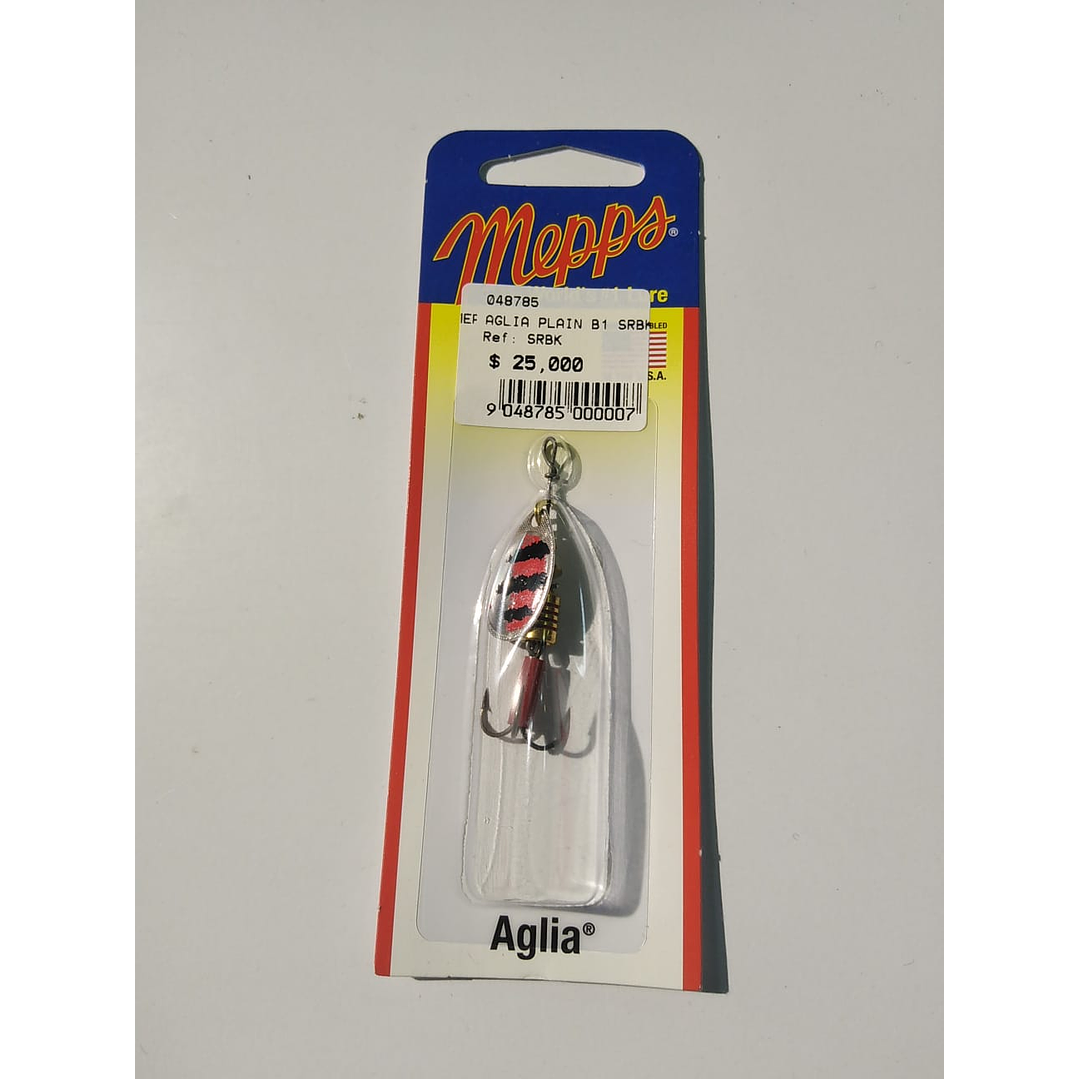 Mepps®
048785
AGLIA PLAIN B1 SRBK
Ref: SRBK
$ 25,000
9 048785 000007
Aglia®